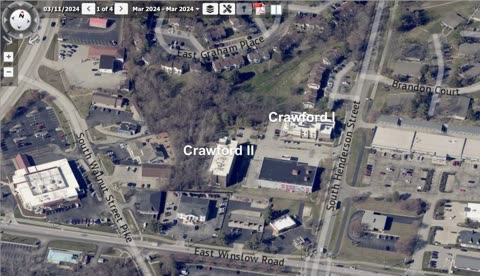 03/11/2024
1 of 4
Mar 2024 - Mar 2024
East Graham Place
Brandon Court
Crawford I
Crawford II
South Henderson Street
South Walnut Street Pike
East Winslow Road